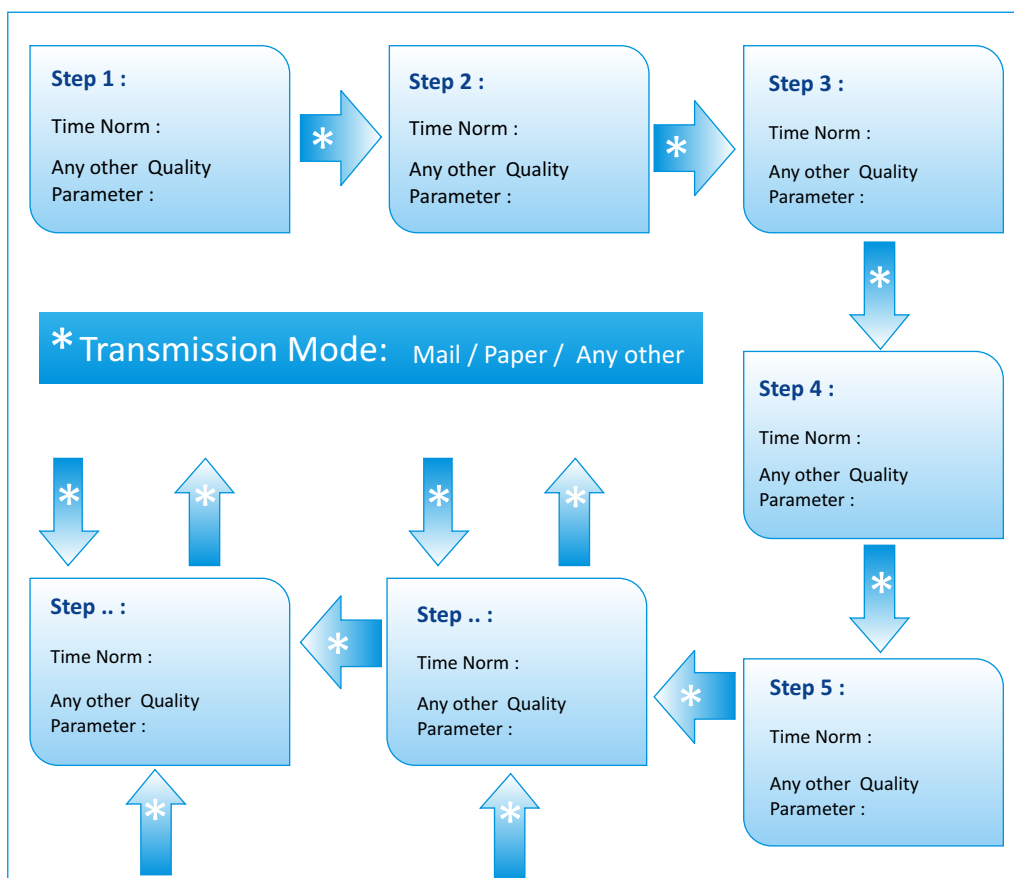 Step 1 :
Time Norm :
Any other Quality
Parameter :
*
Step 2 :
Time Norm :
Any other Quality
Parameter :
*
Step 3 :
Time Norm :
Any other Quality
Parameter :
*
* Transmission Mode: Mail / Paper / Any other
Step 4 :
Time Norm :
Any other Quality
Parameter :
*
*
*
*
*
Step 5 :
Time Norm :
Any other Quality
Parameter :
*
Step .. :
Time Norm :
Any other Quality
Parameter :
*
Step .. :
Time Norm :
Any other Quality
Parameter :
*
*